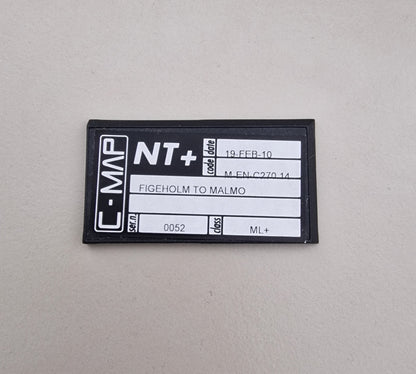 C-MAP
NT+
date 19-FEB-10
code M-EN-C270.14
FIGEHOLM TO MALMO
ser.n. 0052 class ML+